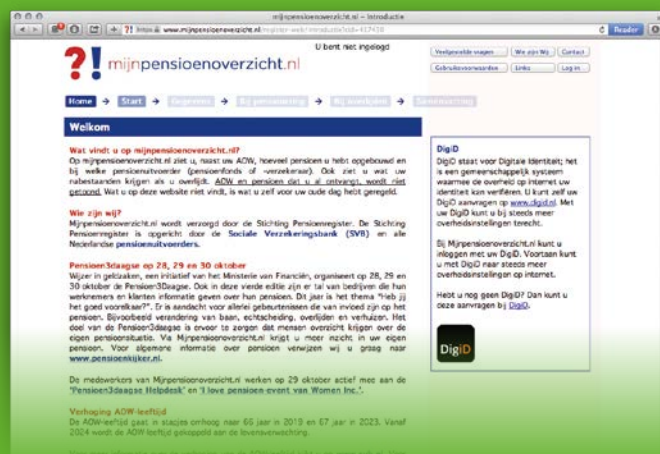 mijnpensioenoverzicht.nl – Introductie
Reader
U bent niet ingelogd
?! mijnpensioenoverzicht.nl
Veelgestelde vragen
Wie zijn Wij
Contact
Gebruiksvoorwaarden
Links
Log in
Home → Start → Gegevens → Bij pensionering → Bij overlijden → Samenvatting
Welkom
Wat vindt u op mijnpensioenoverzicht.nl?
Op mijnpensioenoverzicht.nl ziet u, naast uw AOW, hoeveel pensioen u hebt opgebouwd en
bij welke pensioenuitvoerder (pensioenfonds of -verzekeraar). Ook ziet u wat uw
nabestaanden krijgen als u overlijdt. AOW en pensioen dat u al ontvangt, wordt niet
getoond. Wat u op deze website niet vindt, is wat u zelf voor uw oude dag hebt geregeld.
Wie zijn wij?
Mijnpensioenoverzicht.nl wordt verzorgd door de Stichting Pensioenregister. De Stichting
Pensioenregister is opgericht door de Sociale Verzekeringsbank (SVB) en alle
Nederlandse pensioenuitvoerders.
Pensioen3daagse op 28, 29 en 30 oktober
Wijzer in geldzaken, een initiatief van het Ministerie van Financiën, organiseert op 28, 29 en
30 oktober de Pensioen3Daagse. Ook in deze vierde editie zijn er tal van bedrijven die hun
werknemers en klanten informatie geven over hun pensioen. Dit jaar is het thema "Heb jij
het goed voorelkaar?". Er is aandacht voor allerlei gebeurtenissen die van invloed zijn op het
pensioen. Bijvoorbeeld verandering van baan, echtscheiding, overlijden en verhuizen. Het
doel van de Pensioen3daagse is ervoor te zorgen dat mensen overzicht krijgen over de
eigen pensioensituatie. Via Mijnpensioenoverzicht.nl krijgt u meer inzicht in uw eigen
pensioen. Voor algemene informatie over pensioen verwijzen wij u graag naar
www.pensioenkijker.nl.
De medewerkers van Mijnpensioenoverzicht.nl werken op 29 oktober actief mee aan de
'Pensioen3daagse Helpdesk' en 'I love pensioen event van Women Inc.'.
Verhoging AOW-leeftijd
De AOW-leeftijd gaat in stapjes omhoog naar 66 jaar in 2019 en 67 jaar in 2023. Vanaf
2024 wordt de AOW-leeftijd gekoppeld aan de levensverwachting.
DigiD
DigiD staat voor Digitale Identiteit; het
is een gemeenschappelijk systeem
waarmee de overheid op internet uw
identiteit kan verifiëren. U kunt zelf uw
DigiD aanvragen op www.digid.nl. Met
uw DigiD kunt u bij steeds meer
overheidsinstellingen terecht.
Bij Mijnpensioenoverzicht.nl kunt u
inloggen met uw DigiD. Voortaan kunt
u met DigiD naar steeds meer
overheidsinstellingen op internet.
Hebt u nog geen DigiD? Dan kunt u
deze aanvragen bij DigiD.
DigiD